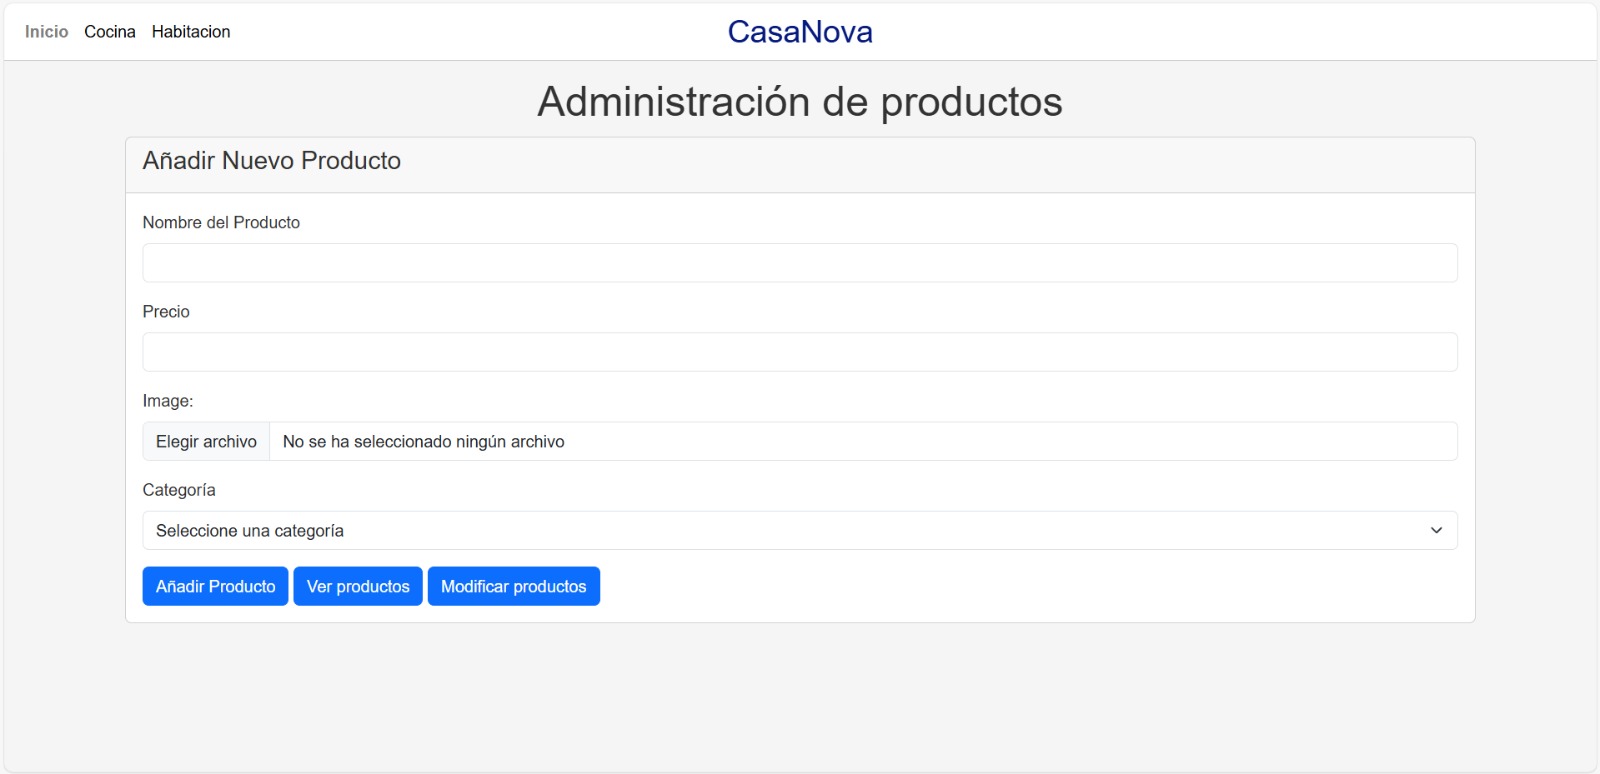 Inicio Cocina Habitacion CasaNova
Administración de productos
Añadir Nuevo Producto
Nombre del Producto
Precio
Image:
Elegir archivo No se ha seleccionado ningún archivo
Categoría
Seleccione una categoría
Añadir Producto Ver productos Modificar productos